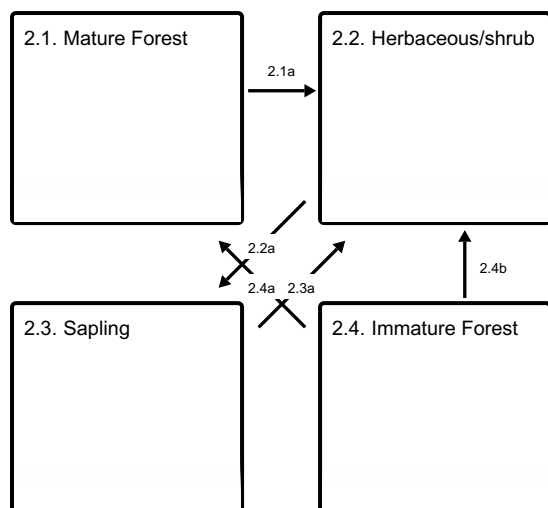 2.1. Mature Forest
2.2. Herbaceous/shrub
2.1a
2.2a
2.4a
2.3a
2.4b
2.3. Sapling
2.4. Immature Forest